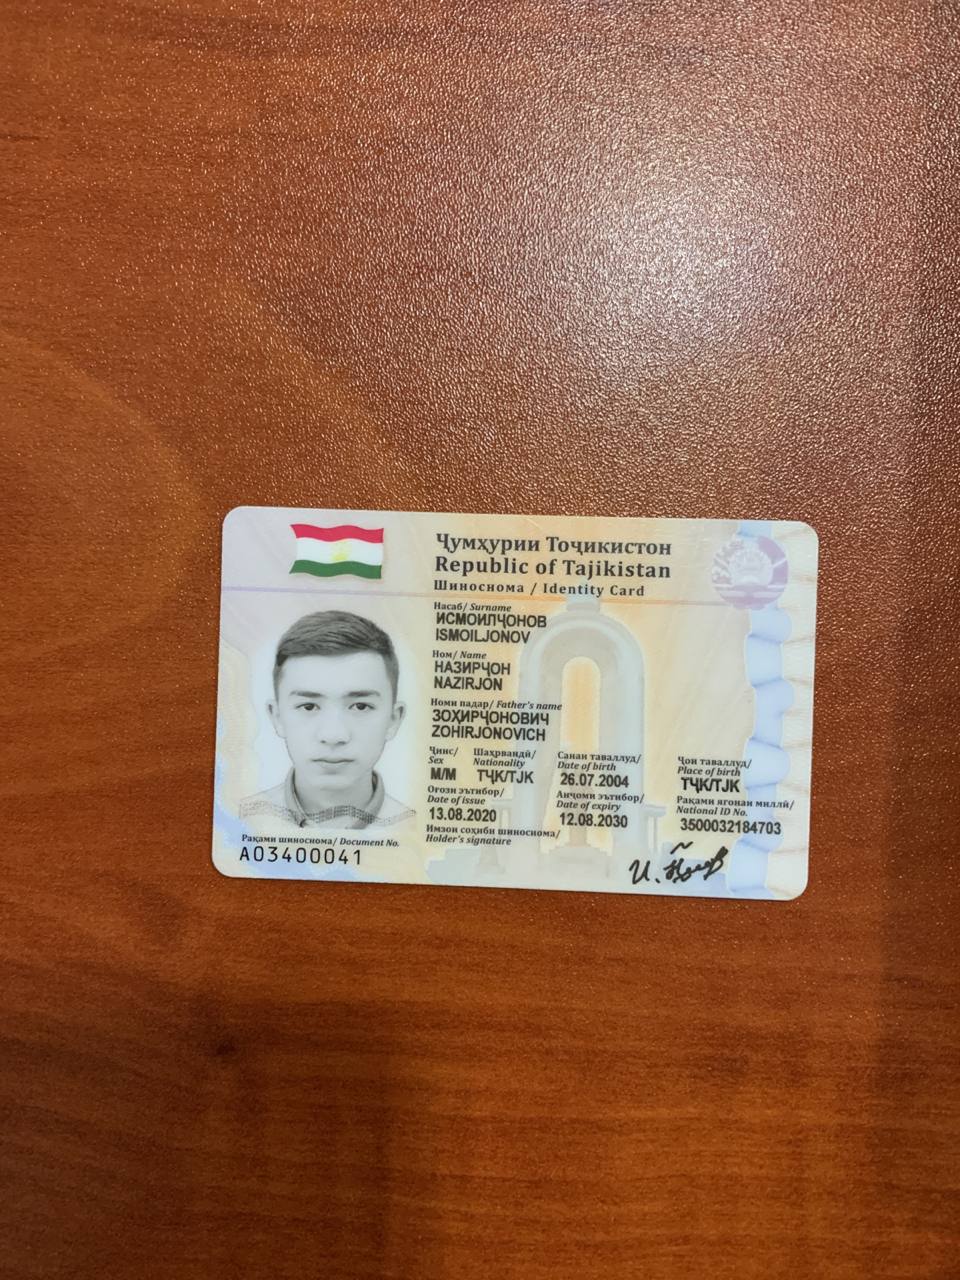 Ҷумҳурии Тоҷикистон
Republic of Tajikistan
Шиноснома / Identity Card
Насаб/ Surname
ИСМОИЛҶОНОВ
ISMOILJONOV
Ном/ Name
НАЗИРҶОН
NAZIRJON
Номи падар/ Father's name
ЗОҲИРҶОНОВИЧ
ZOHIRJONOVICH
Ҷинс/ Sex
М/M
Шаҳрвандӣ/ Nationality
ТҶК/TJK
Санаи таваллуд/ Date of birth
26.07.2004
Ҷои таваллуд/ Place of birth
ТҶК/TJK
Оғози эътибор/ Date of issue
13.08.2020
Анҷоми эътибор/ Date of expiry
12.08.2030
Рақами ягонаи миллӣ/ National ID No.
3500032184703
Имзои соҳиби шиноснома/ Holder's signature
Рақами шиноснома/ Document No.
A03400041